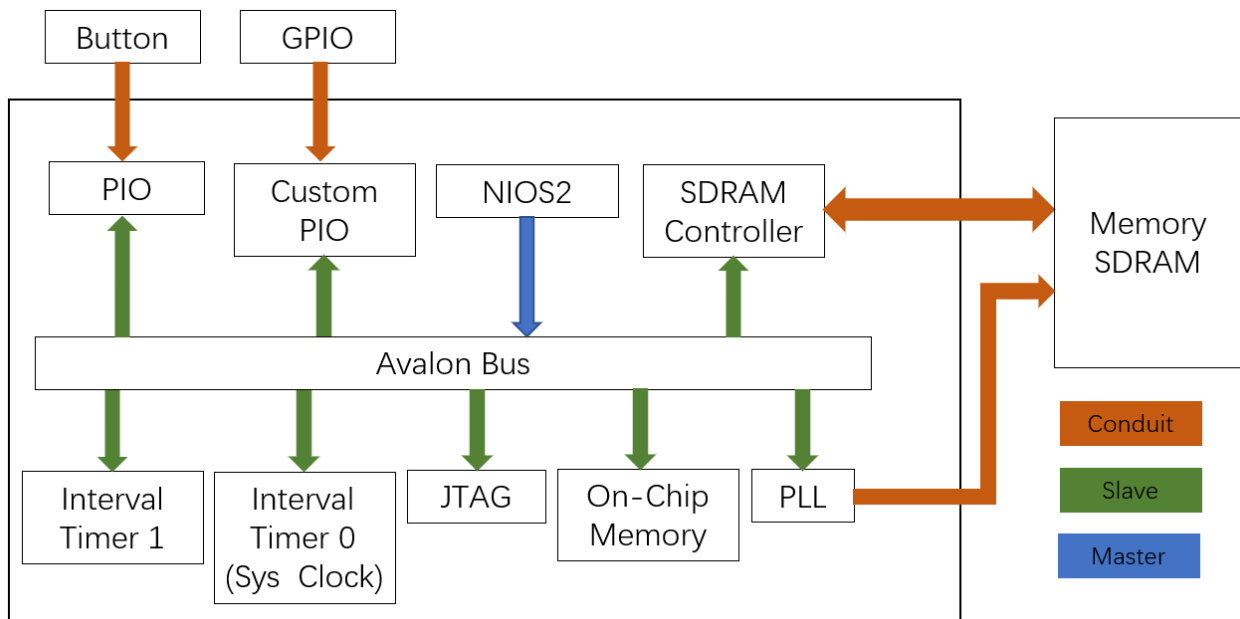 Button
GPIO
PIO
Custom
PIO
NIOS2
SDRAM
Controller
Memory
SDRAM
Avalon Bus
Interval
Timer 1
Interval
Timer 0
(Sys Clock)
JTAG
On-Chip
Memory
PLL
Conduit
Slave
Master